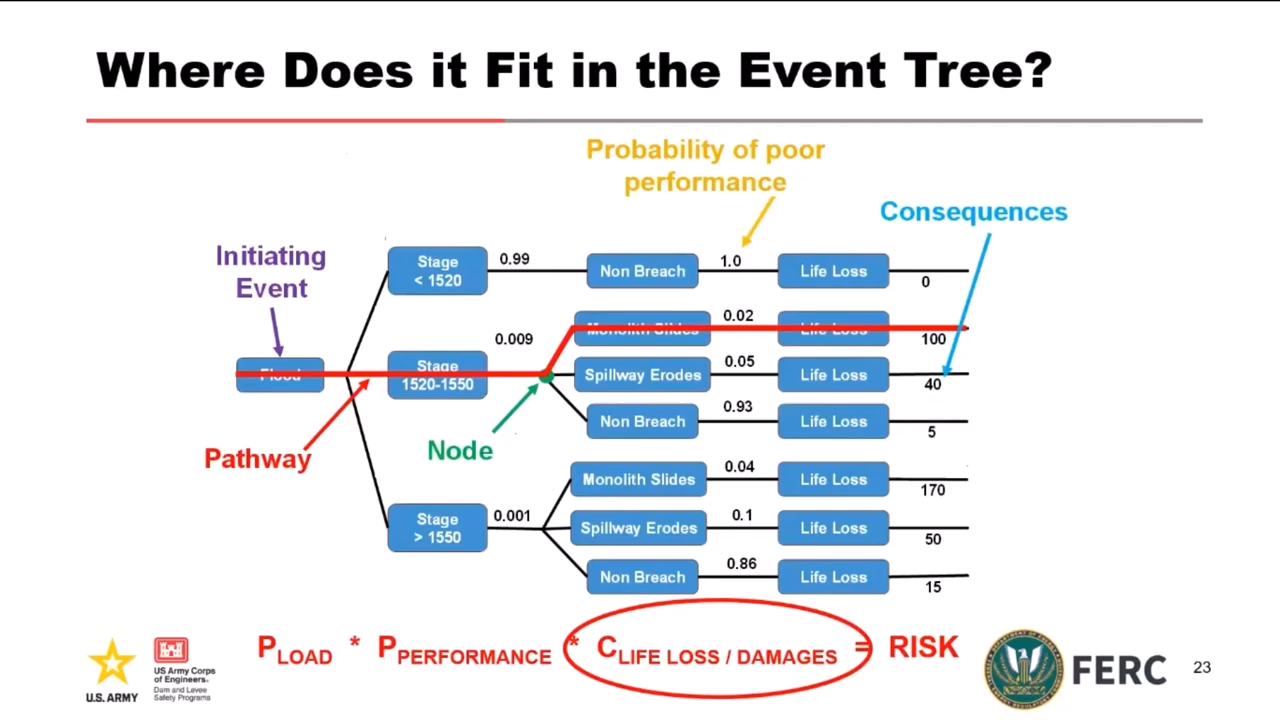 Where Does it Fit in the Event Tree?
Probability of poor
performance
Consequences
Initiating
Event
Stage
< 1520
0.99
Non Breach
1.0
Life Loss
0
Flood
Stage
1520-1550
0.009
Monolith Slides
0.02
Life Loss
100
Spillway Erodes
0.05
Life Loss
40
Non Breach
0.93
Life Loss
5
Pathway
Node
Stage
> 1550
0.001
Monolith Slides
0.04
Life Loss
170
Spillway Erodes
0.1
Life Loss
50
Non Breach
0.86
Life Loss
15
PLOAD * PPERFORMANCE * CLIFE LOSS / DAMAGES = RISK
U.S. ARMY
US Army Corps
of Engineers®
Dam and Levee
Safety Programs
FERC
23